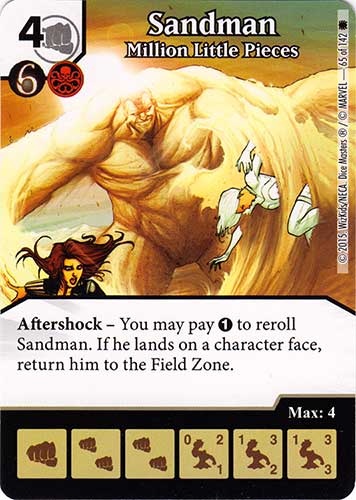 4
Sandman
Million Little Pieces
6
©2015 WizKids/NECA. Dice Masters ® / © MARVEL — 65 of 142
Aftershock – You may pay 1 to reroll
Sandman. If he lands on a character face,
return him to the Field Zone.
Max: 4
0 2 1 3 1 3
1 2 3